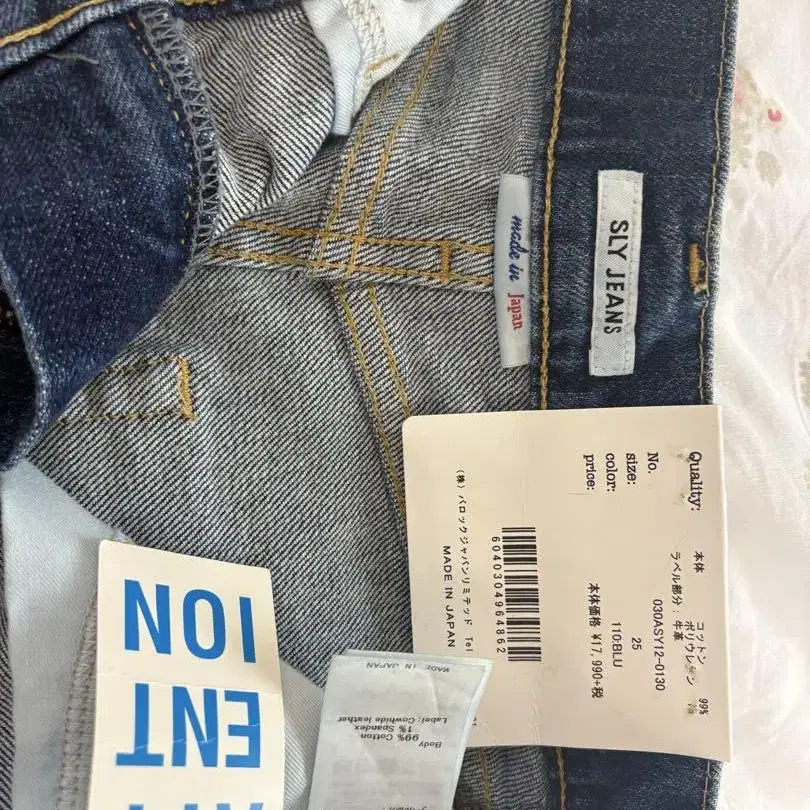 SLY JEANS
made in
Japan
Quality: 本体 コットン 99%
ポリウレタン 1%
ラベル部分: 牛革
No. 030ASY12-0130
size: 25
color: 110:BLU
price: 本体価格 ¥17,990+税
6040304964862
(株) バロックジャパンリミテッド Tel
MADE IN JAPAN
ENT
ION
Body
99% Cotton
1% Spandex
Label: Cowhide leather
MADE IN JAPAN